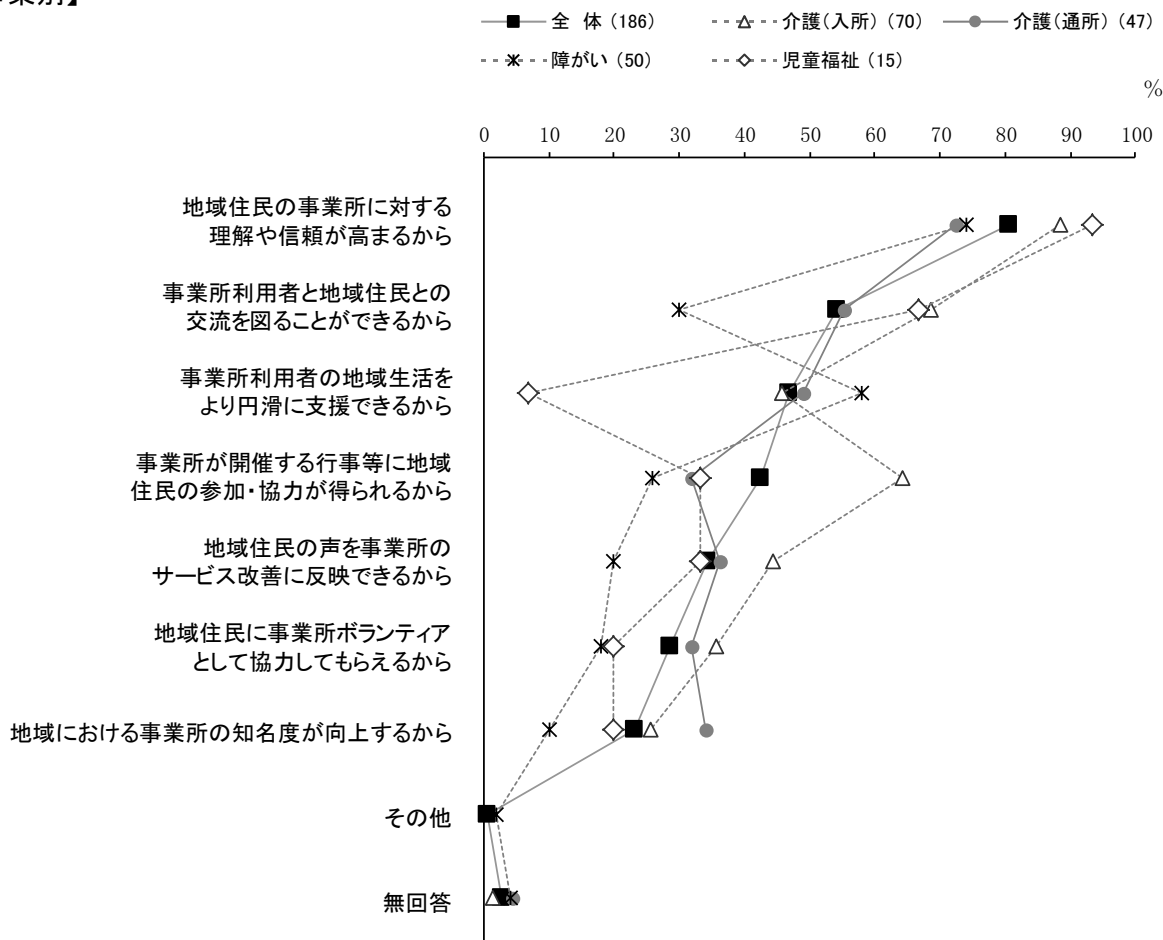 業別】
全 体 (186)
介護(入所) (70)
介護(通所) (47)
障がい (50)
児童福祉 (15)
%
0 10 20 30 40 50 60 70 80 90 100
地域住民の事業所に対する
理解や信頼が高まるから
事業所利用者と地域住民との
交流を図ることができるから
事業所利用者の地域生活を
より円滑に支援できるから
事業所が開催する行事等に地域
住民の参加・協力が得られるから
地域住民の声を事業所の
サービス改善に反映できるから
地域住民に事業所ボランティア
として協力してもらえるから
地域における事業所の知名度が向上するから
その他
無回答